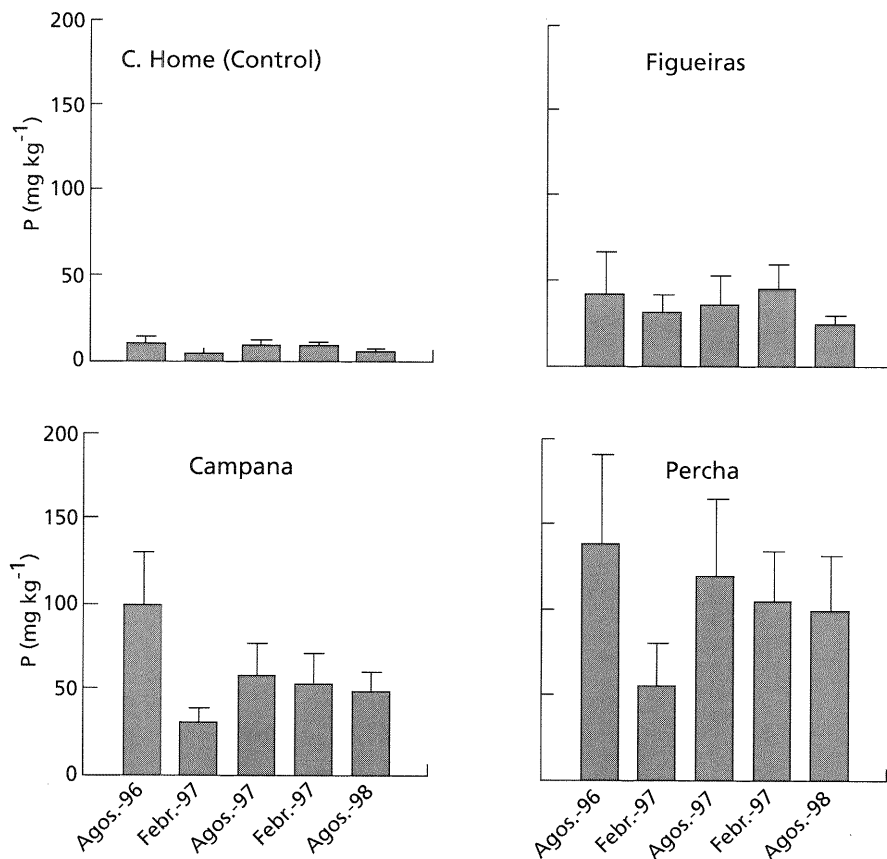 C. Home (Control)
Figueiras
P (mg kg⁻¹)
200
150
100
50
0
Campana
Percha
P (mg kg⁻¹)
200
150
100
50
0
Agos.-96
Febr.-97
Agos.-97
Febr.-97
Agos.-98
Agos.-96
Febr.-97
Agos.-97
Febr.-97
Agos.-98